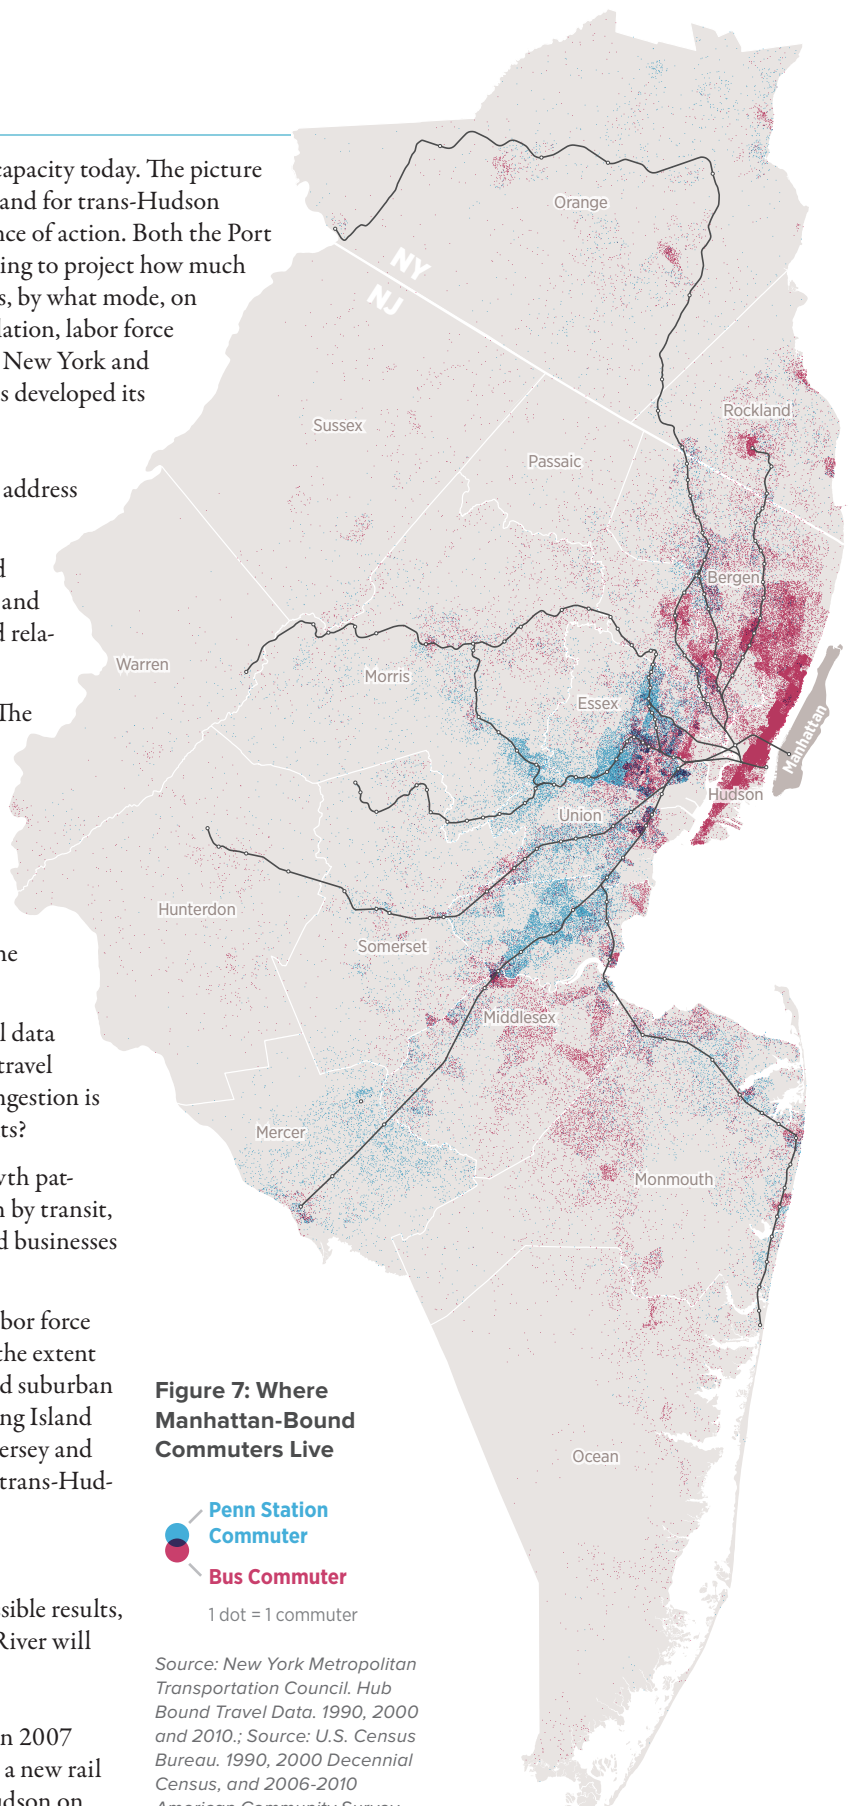 capacity today. The picture
and for trans-Hudson
nce of action. Both the Port
ing to project how much
s, by what mode, on
lation, labor force
New York and
s developed its
address
d
and
d rela-
The
ne
l data
travel
ngestion is
ts?
wth pat-
n by transit,
d businesses
bor force
the extent
d suburban
ng Island
ersey and
trans-Hud-
sible results,
River will
n 2007
a new rail
udson on
Orange
NY
NJ
Rockland
Sussex
Passaic
Bergen
Warren
Morris
Essex
Manhattan
Hudson
Union
Hunterdon
Somerset
Middlesex
Mercer
Monmouth
Ocean
Figure 7: Where
Manhattan-Bound
Commuters Live
Penn Station
Commuter
Bus Commuter
1 dot = 1 commuter
Source: New York Metropolitan
Transportation Council. Hub
Bound Travel Data. 1990, 2000
and 2010.; Source: U.S. Census
Bureau. 1990, 2000 Decennial
Census, and 2006-2010
American Community Survey